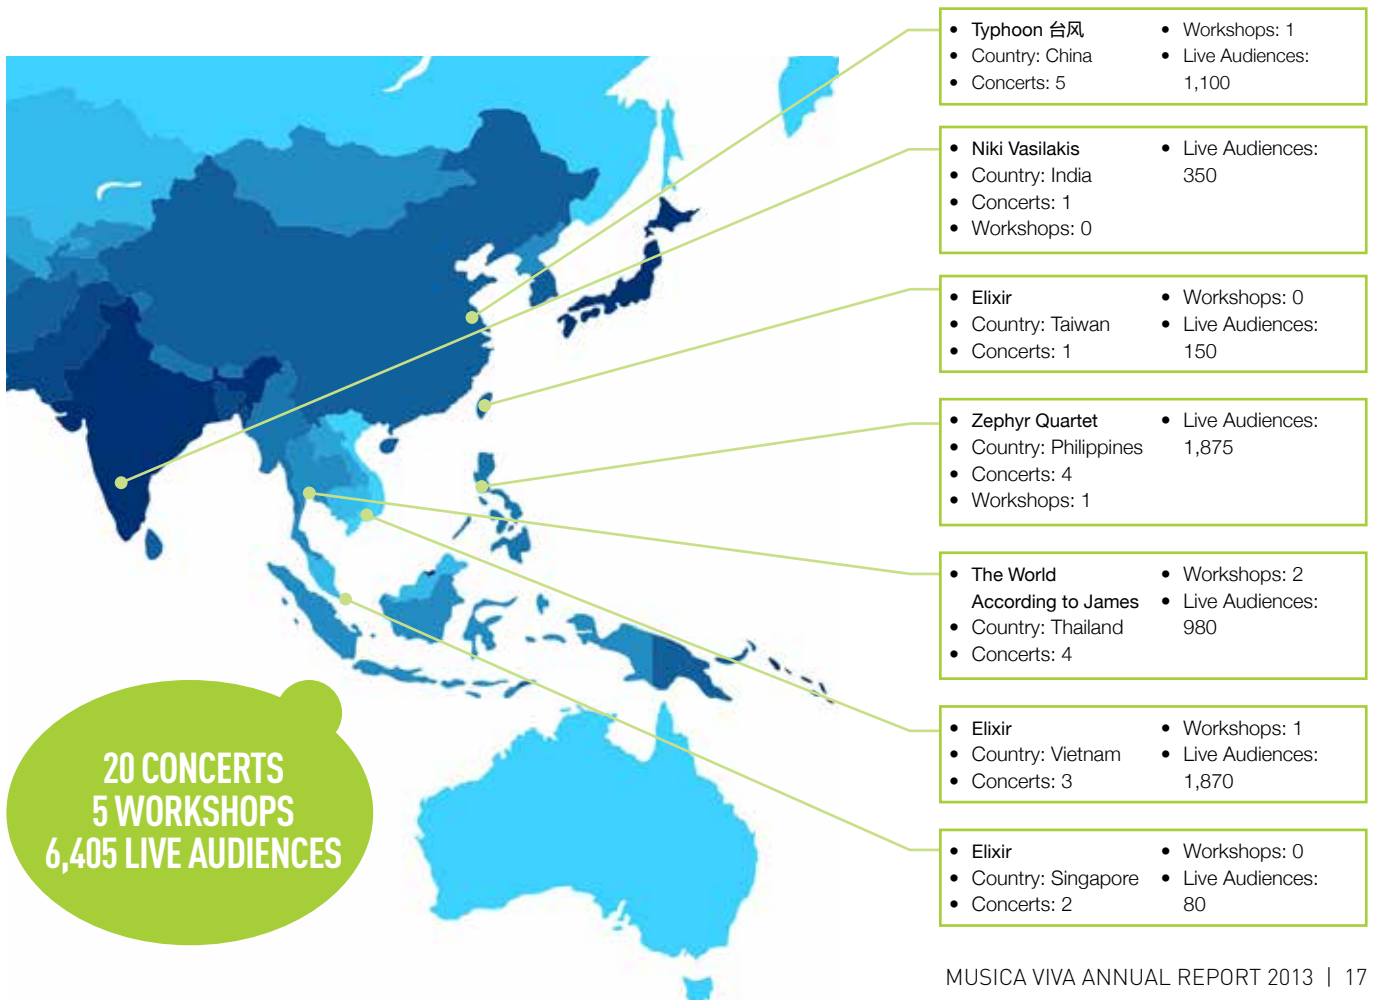 • Typhoon 台风
• Country: China
• Concerts: 5
• Workshops: 1
• Live Audiences:
1,100
• Niki Vasilakis
• Country: India
• Concerts: 1
• Workshops: 0
• Live Audiences:
350
• Elixir
• Country: Taiwan
• Concerts: 1
• Workshops: 0
• Live Audiences:
150
• Zephyr Quartet
• Country: Philippines
• Concerts: 4
• Workshops: 1
• Live Audiences:
1,875
• The World
According to James
• Country: Thailand
• Concerts: 4
• Workshops: 2
• Live Audiences:
980
• Elixir
• Country: Vietnam
• Concerts: 3
• Workshops: 1
• Live Audiences:
1,870
• Elixir
• Country: Singapore
• Concerts: 2
• Workshops: 0
• Live Audiences:
80
20 CONCERTS
5 WORKSHOPS
6,405 LIVE AUDIENCES
MUSICA VIVA ANNUAL REPORT 2013 | 17